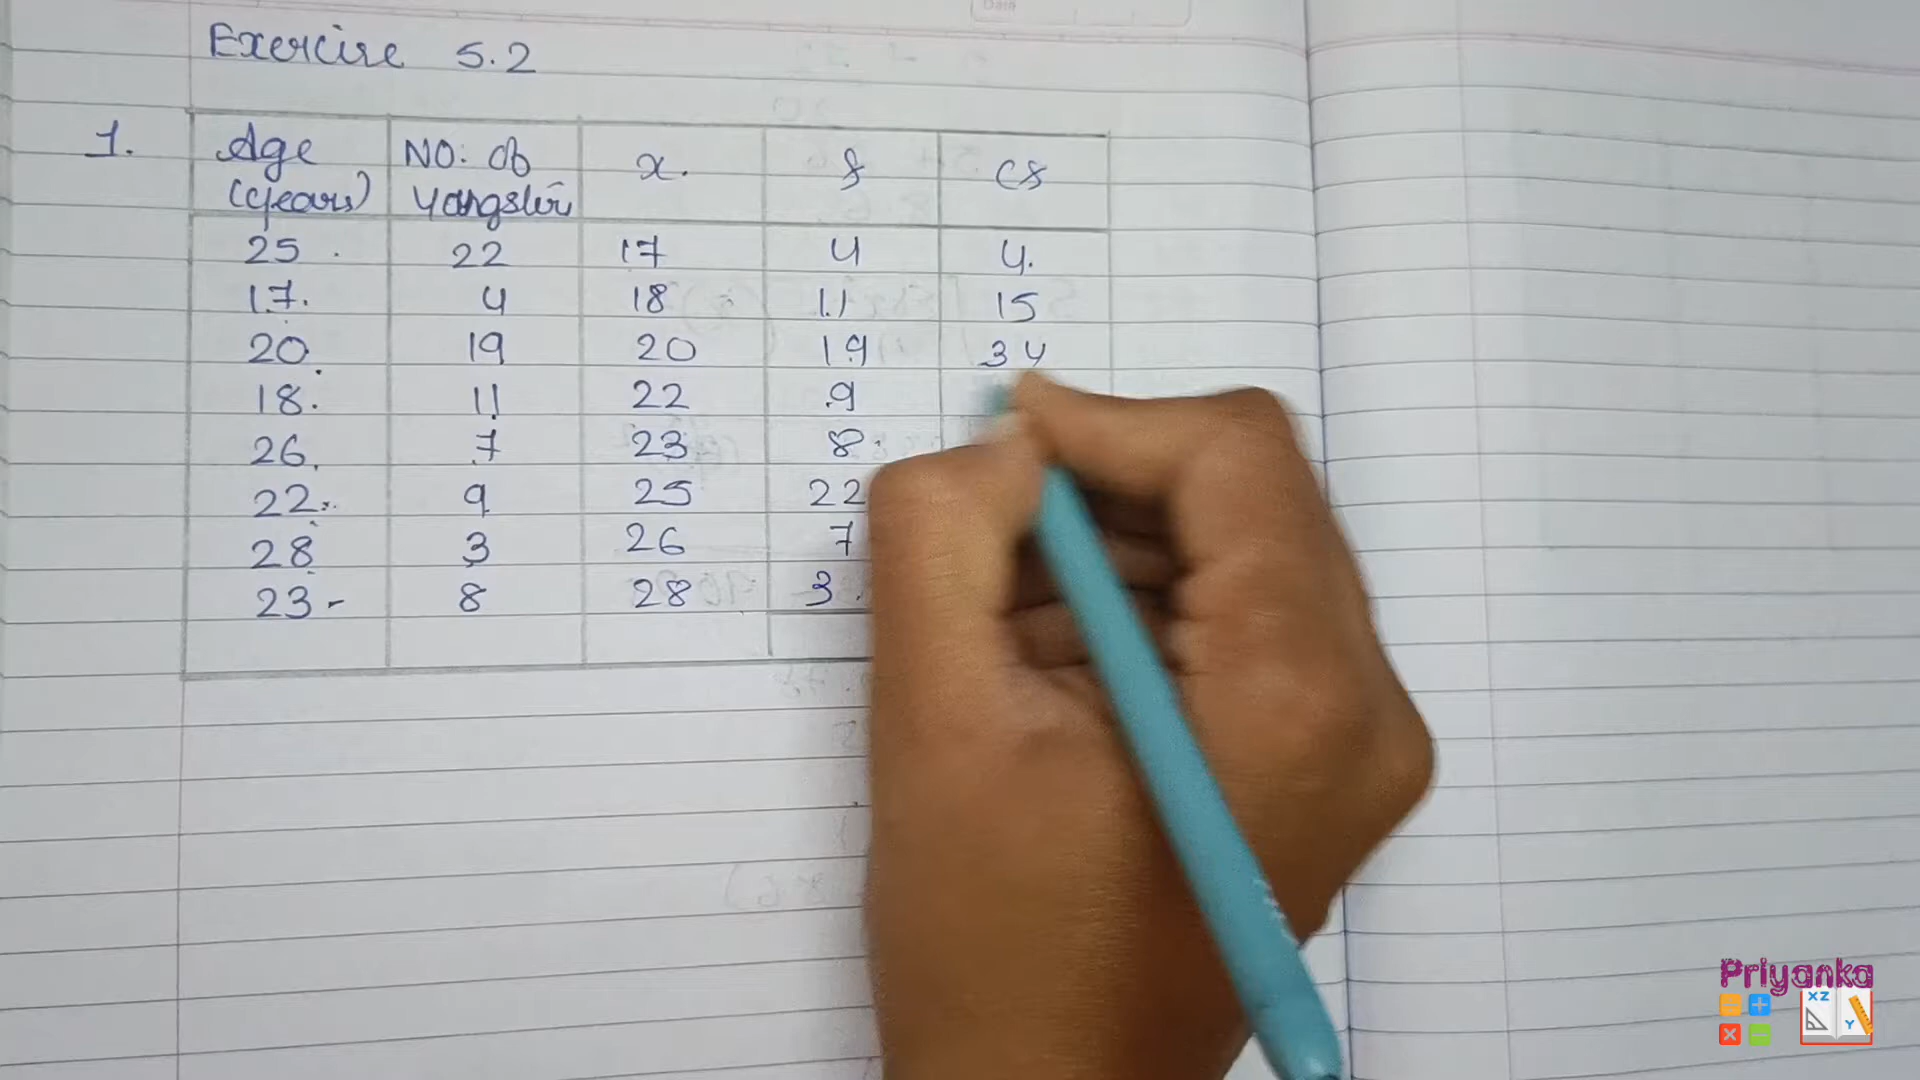 Exercise 5.2
1.
Age (years) No: of Yongsters x. f cf
25 22 17 4 4.
17. 4 18 11 15
20. 19 20 19 34
18. 11 22 9
26. 7 23 8
22. 9 25 22
28 3 26 7
23 - 8 28 3
Priyanka
XZ
Y